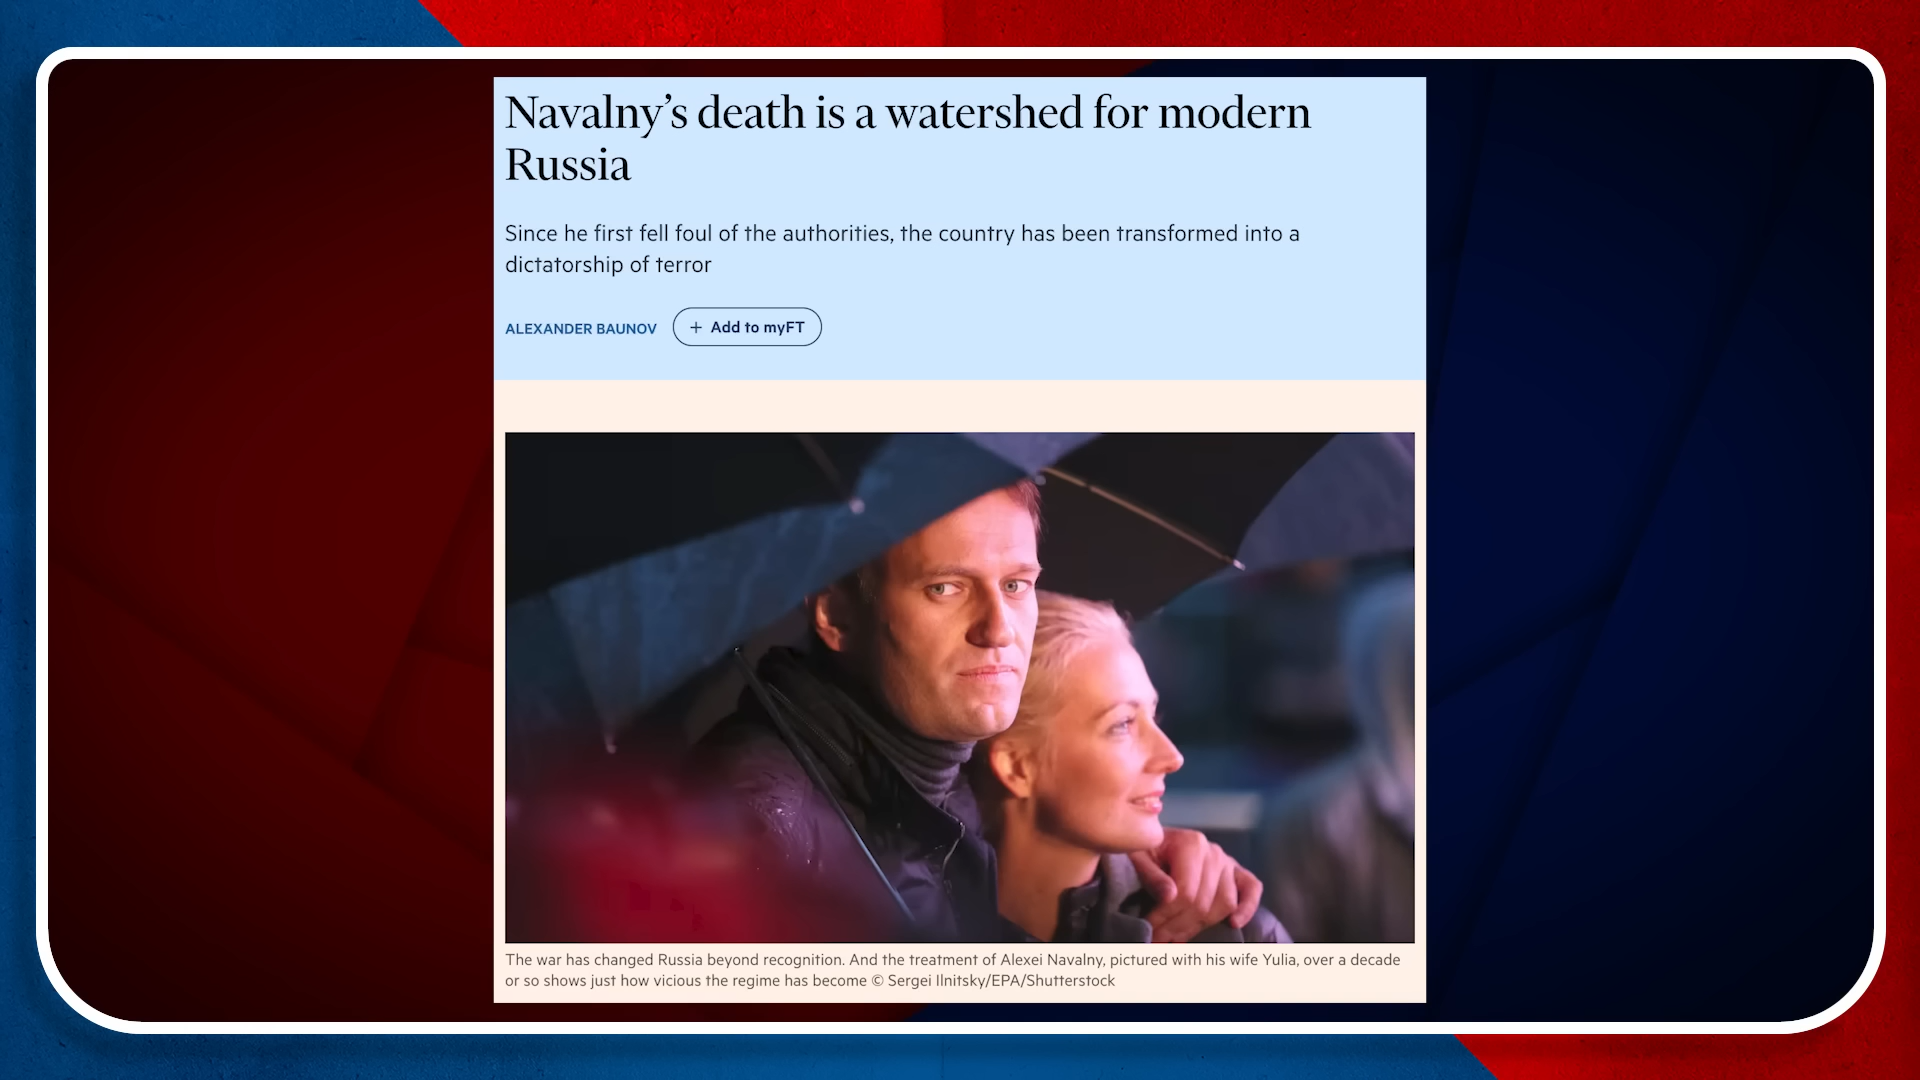 Navalny’s death is a watershed for modern
Russia
Since he first fell foul of the authorities, the country has been transformed into a
dictatorship of terror
ALEXANDER BAUNOV
+ Add to myFT
The war has changed Russia beyond recognition. And the treatment of Alexei Navalny, pictured with his wife Yulia, over a decade
or so shows just how vicious the regime has become © Sergei Ilnitsky/EPA/Shutterstock